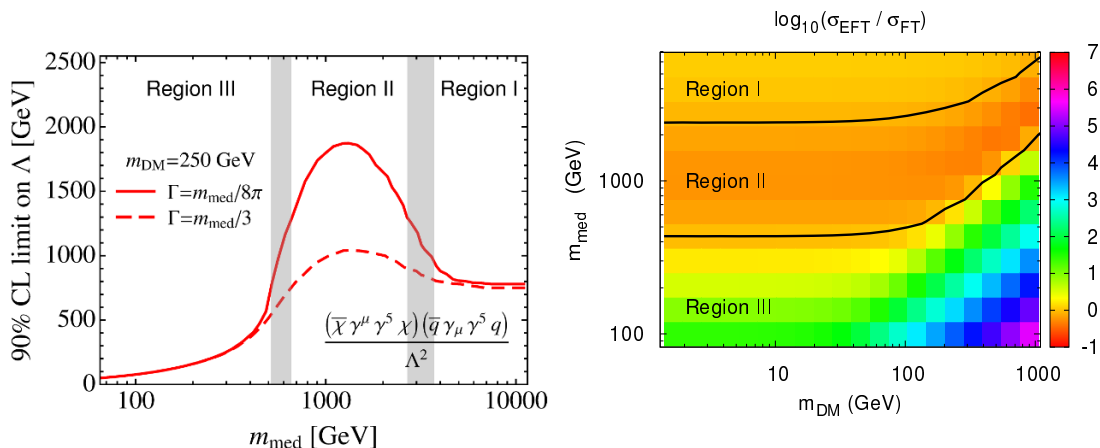 90% CL limit on Λ [GeV]
2500
2000
1500
1000
500
0
Region III
Region II
Region I
m_DM=250 GeV
Γ=m_med/8π
Γ=m_med/3
(χ̅ γ^μ γ^5 χ)(q̅ γ_μ γ^5 q)
Λ^2
100
1000
10000
m_med [GeV]
log_10(σ_EFT / σ_FT)
m_med (GeV)
1000
100
Region I
Region II
Region III
10
100
1000
m_DM (GeV)
7
6
5
4
3
2
1
0
-1